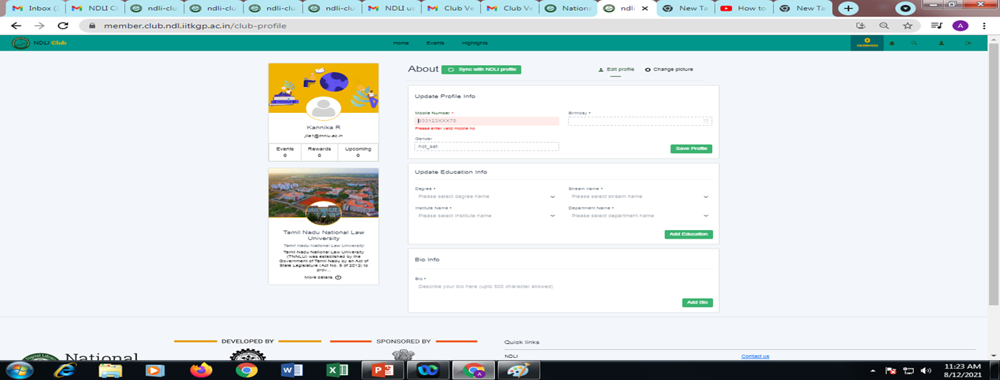 Inbox (3
NDLI Cl
ndli-clu
ndli-clu
ndli-clu
ndli-clu
NDLI us
Club Ve
Club Ve
Nationa
ndli
New Ta
How to
New Ta
member.club.ndl.iitkgp.ac.in/club-profile
A
NDLI Club
Home
Events
Highlights
0
REWARDS
Kannika R
Events
Rewards
Upcoming
0
0
0
Tamil Nadu National Law
University
Tamil Nadu National Law University
Tamil Nadu National Law University
(TNNLU) was established by the
Government of Tamil Nadu by an Act of
State Legislature (Act No. 9 of 2012) to
prov...
More details
About
Sync with NDLI profile
Edit profile
Change picture
Update Profile Info
Mobile Number *
Birthday *
933123XXX78
Please enter valid mobile no
Gender
not_set
Save Profile
Update Education Info
Degree *
Stream name *
Please select degree name
Please select stream name
Institute Name *
Department Name *
Please select institute name
Please select department name
Add Education
Bio Info
Bio *
Describe your bio here (upto 500 character allowed)
Add Bio
DEVELOPED BY
SPONSORED BY
Quick links
National
NDLI
Contact us
11:23 AM
8/12/2021